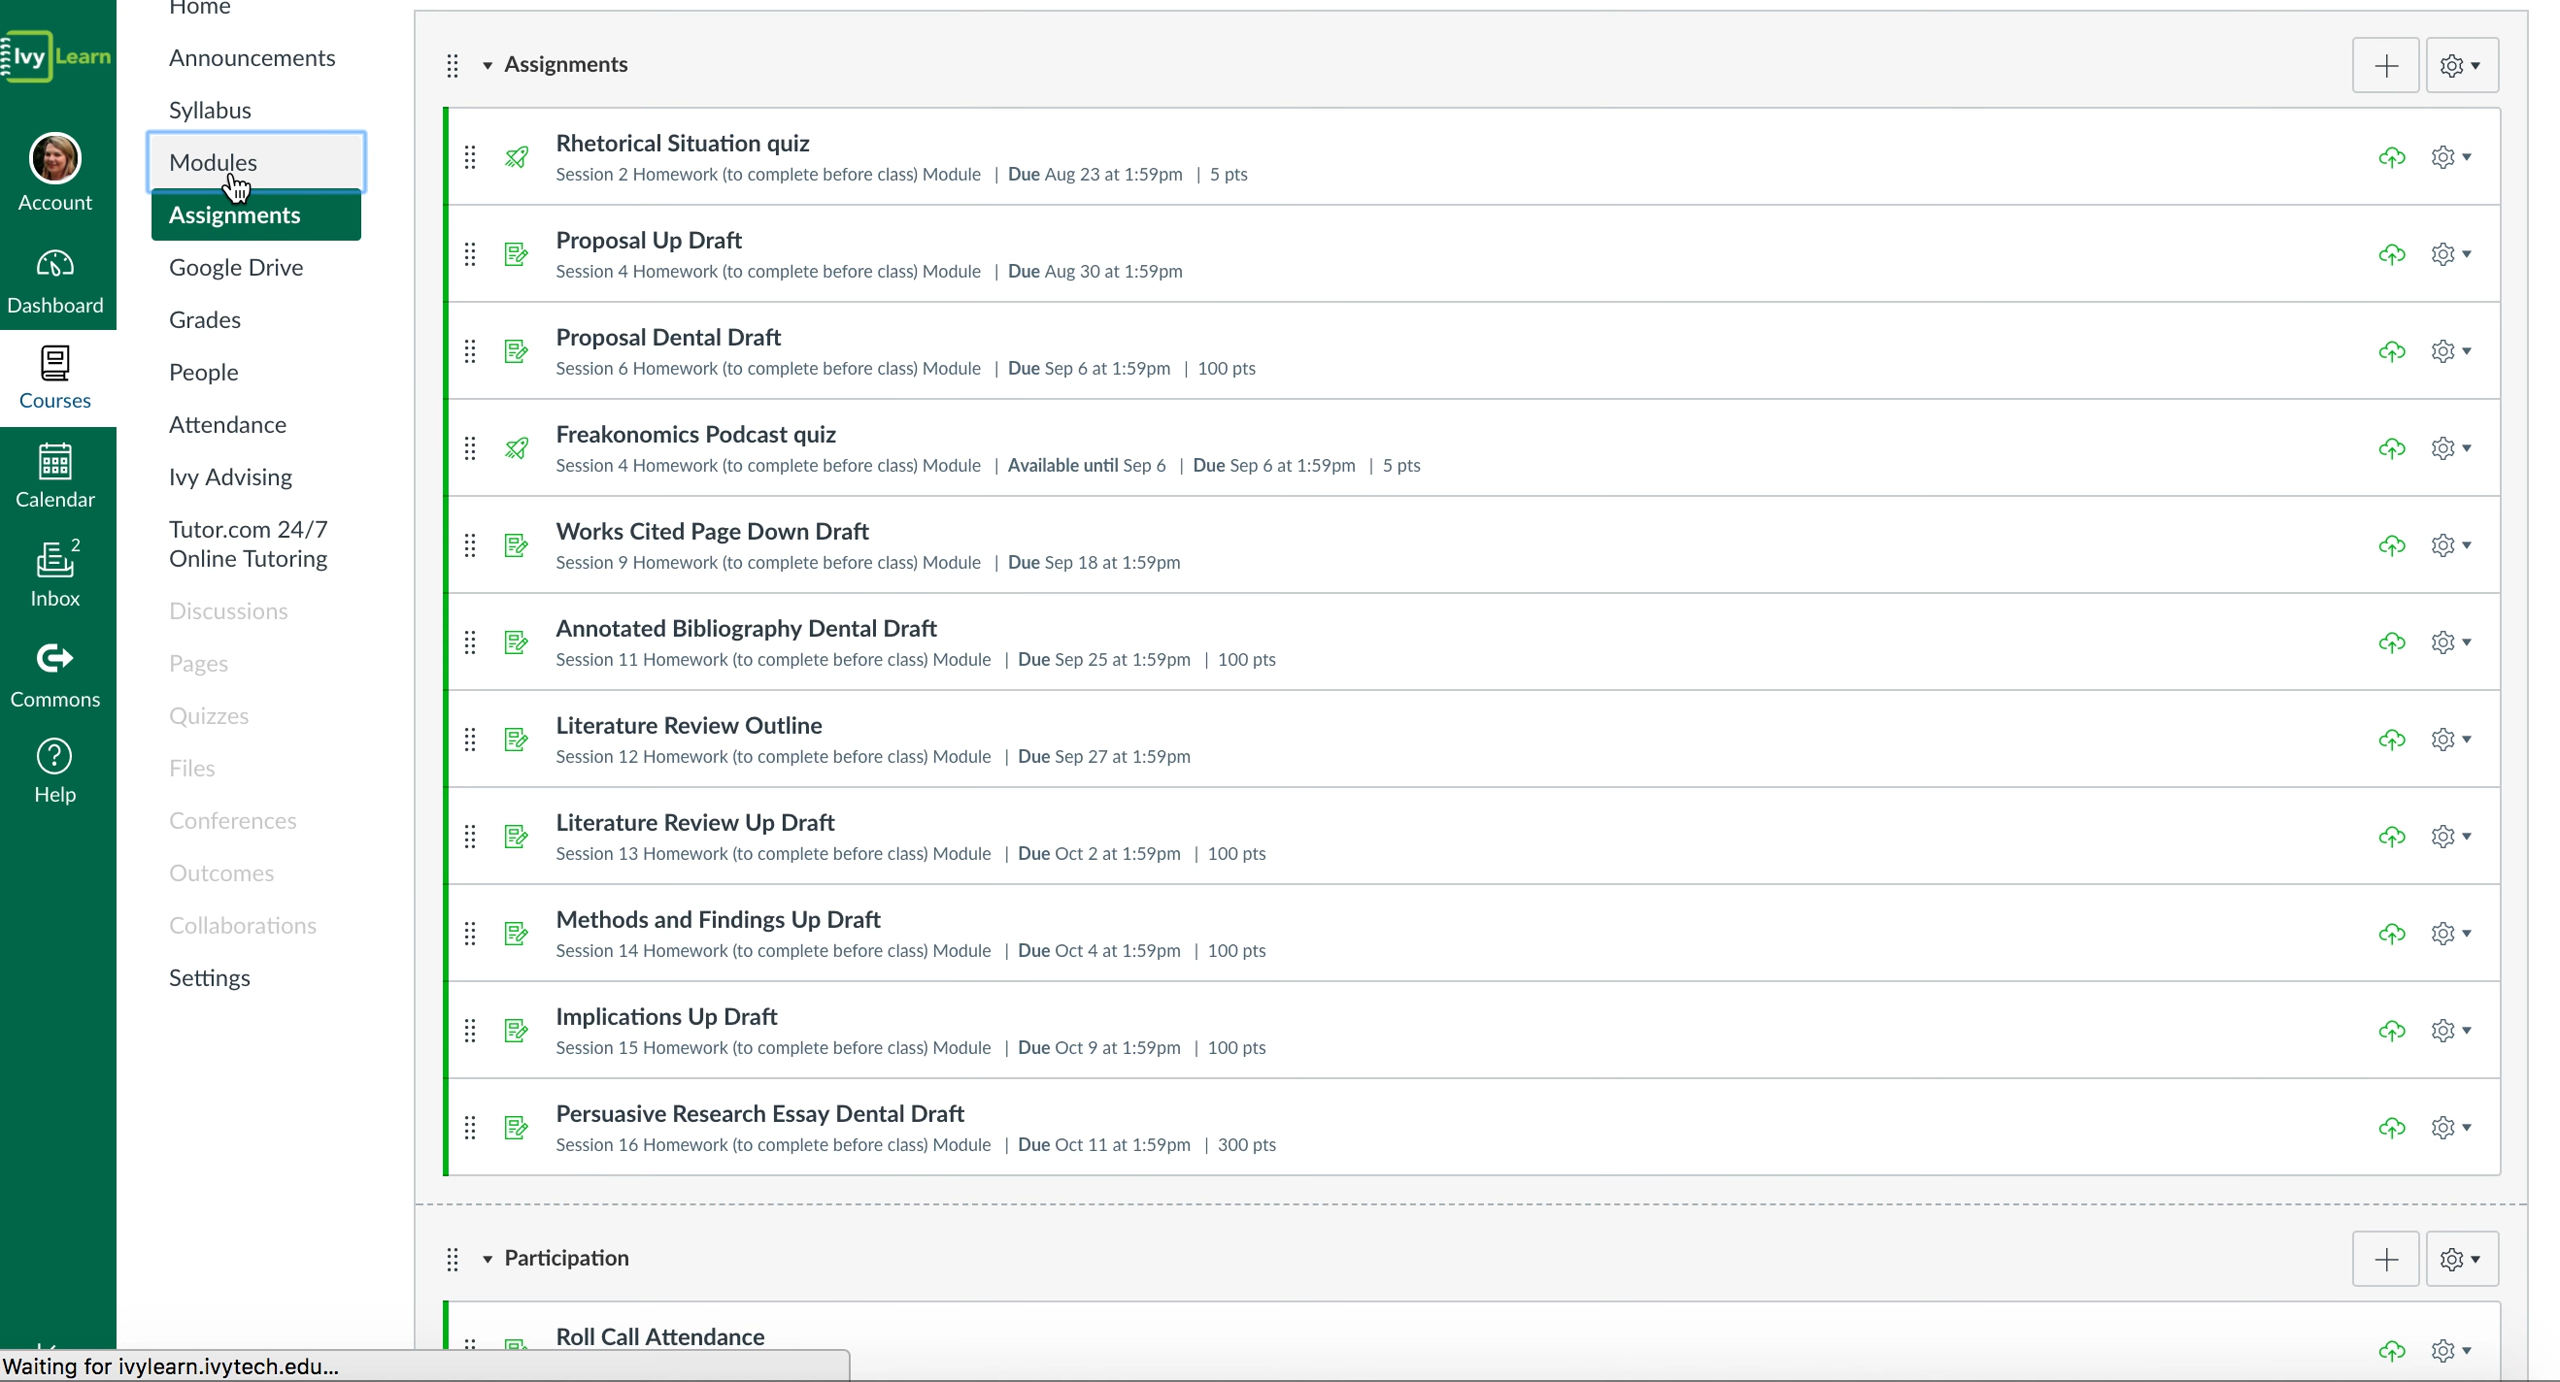 Ivy Learn
Account
Dashboard
Courses
Calendar
2
Inbox
Commons
Help
Home
Announcements
Syllabus
Modules
Assignments
Google Drive
Grades
People
Attendance
Ivy Advising
Tutor.com 24/7
Online Tutoring
Discussions
Pages
Quizzes
Files
Conferences
Outcomes
Collaborations
Settings
Assignments
Rhetorical Situation quiz
Session 2 Homework (to complete before class) Module | Due Aug 23 at 1:59pm | 5 pts
Proposal Up Draft
Session 4 Homework (to complete before class) Module | Due Aug 30 at 1:59pm
Proposal Dental Draft
Session 6 Homework (to complete before class) Module | Due Sep 6 at 1:59pm | 100 pts
Freakonomics Podcast quiz
Session 4 Homework (to complete before class) Module | Available until Sep 6 | Due Sep 6 at 1:59pm | 5 pts
Works Cited Page Down Draft
Session 9 Homework (to complete before class) Module | Due Sep 18 at 1:59pm
Annotated Bibliography Dental Draft
Session 11 Homework (to complete before class) Module | Due Sep 25 at 1:59pm | 100 pts
Literature Review Outline
Session 12 Homework (to complete before class) Module | Due Sep 27 at 1:59pm
Literature Review Up Draft
Session 13 Homework (to complete before class) Module | Due Oct 2 at 1:59pm | 100 pts
Methods and Findings Up Draft
Session 14 Homework (to complete before class) Module | Due Oct 4 at 1:59pm | 100 pts
Implications Up Draft
Session 15 Homework (to complete before class) Module | Due Oct 9 at 1:59pm | 100 pts
Persuasive Research Essay Dental Draft
Session 16 Homework (to complete before class) Module | Due Oct 11 at 1:59pm | 300 pts
Participation
Roll Call Attendance
Waiting for ivylearn.ivytech.edu...